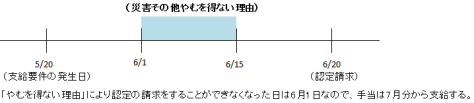 （災害その他やむを得ない理由）
5/20 6/1 6/15 6/20
（支給要件の発生日） （認定請求）
「やむを得ない理由」により認定の請求をすることができなくなった日は6月1日なので、手当は7月分から支給する。